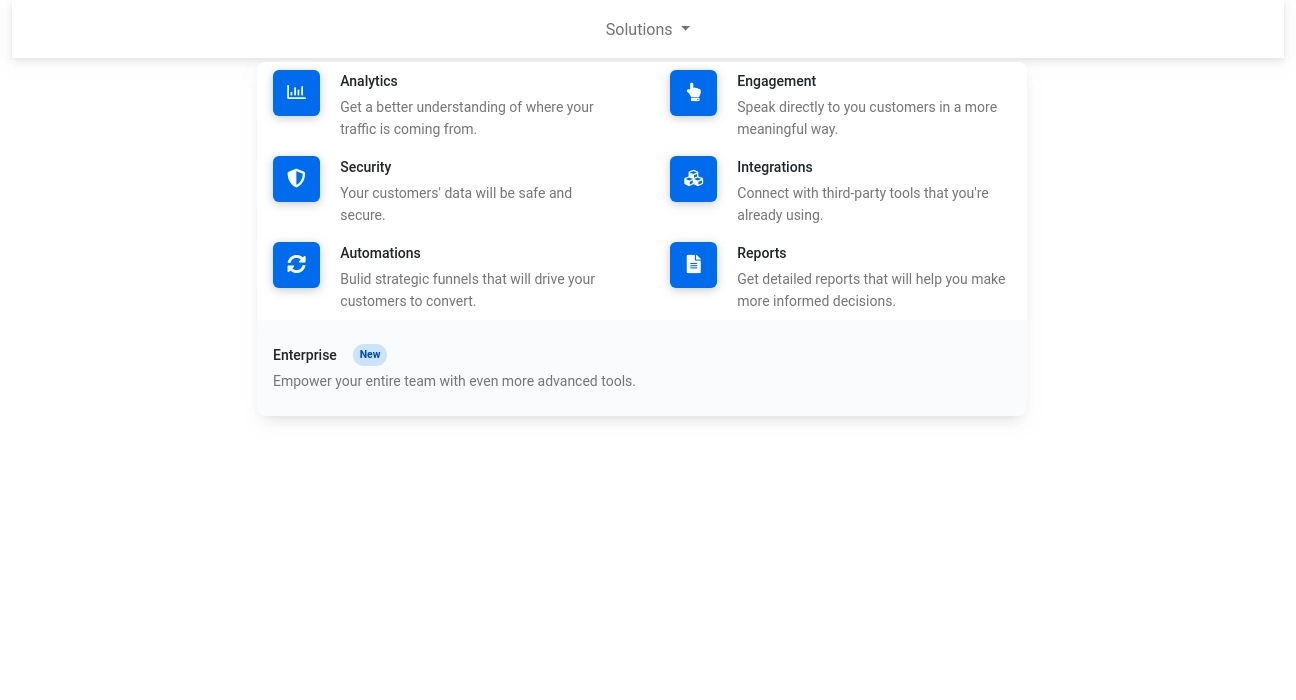 Solutions
Analytics
Get a better understanding of where your
traffic is coming from.
Engagement
Speak directly to you customers in a more
meaningful way.
Security
Your customers' data will be safe and
secure.
Integrations
Connect with third-party tools that you're
already using.
Automations
Bulid strategic funnels that will drive your
customers to convert.
Reports
Get detailed reports that will help you make
more informed decisions.
Enterprise New
Empower your entire team with even more advanced tools.